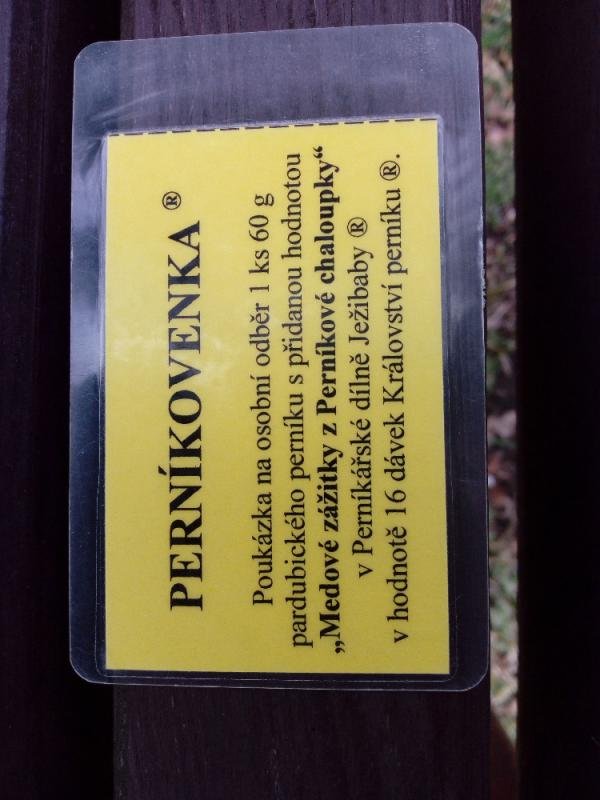 PERNÍKOVENKA ®
Poukázka na osobní odběr 1 ks 60 g
pardubického perníku s přidanou hodnotou
„Medové zážitky z Perníkové chaloupky“
v Perníkářské dílně Ježibaby ®
v hodnotě 16 dávek Království perníku ®.